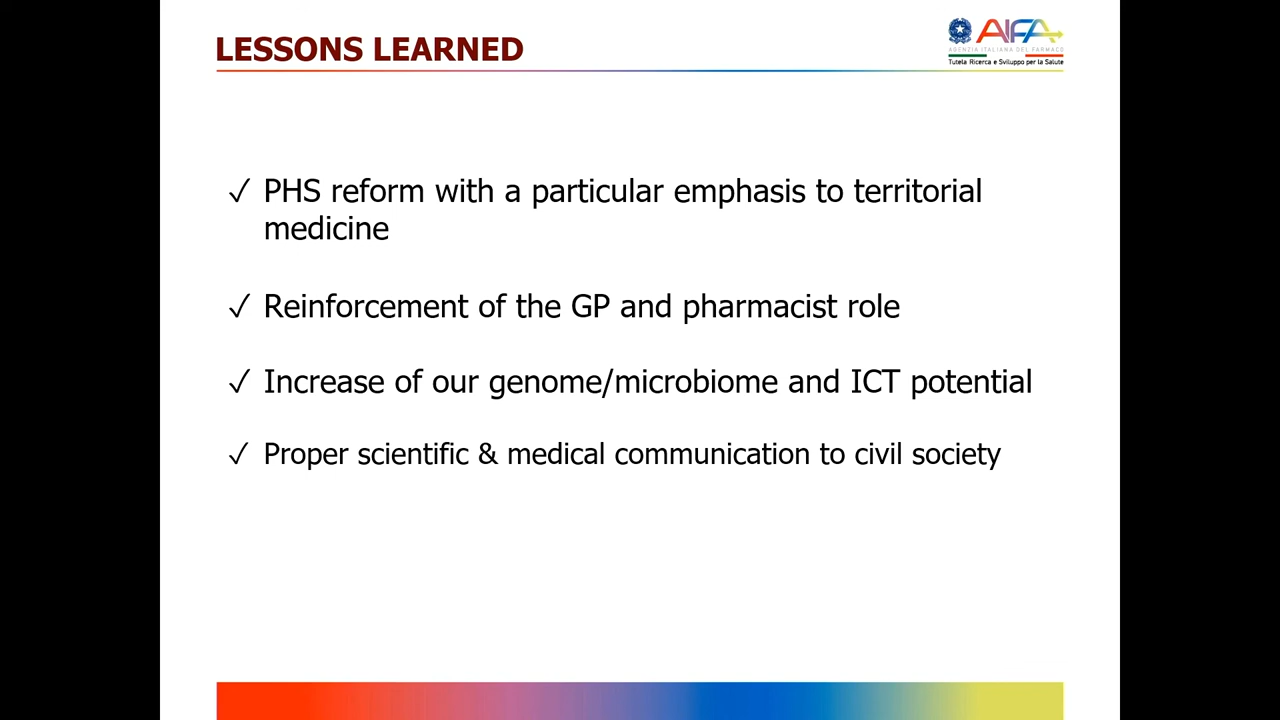 LESSONS LEARNED
AIFA
AGENZIA ITALIANA DEL FARMACO
Tutela Ricerca e Sviluppo per la Salute
✓ PHS reform with a particular emphasis to territorial
medicine
✓ Reinforcement of the GP and pharmacist role
✓ Increase of our genome/microbiome and ICT potential
✓ Proper scientific & medical communication to civil society